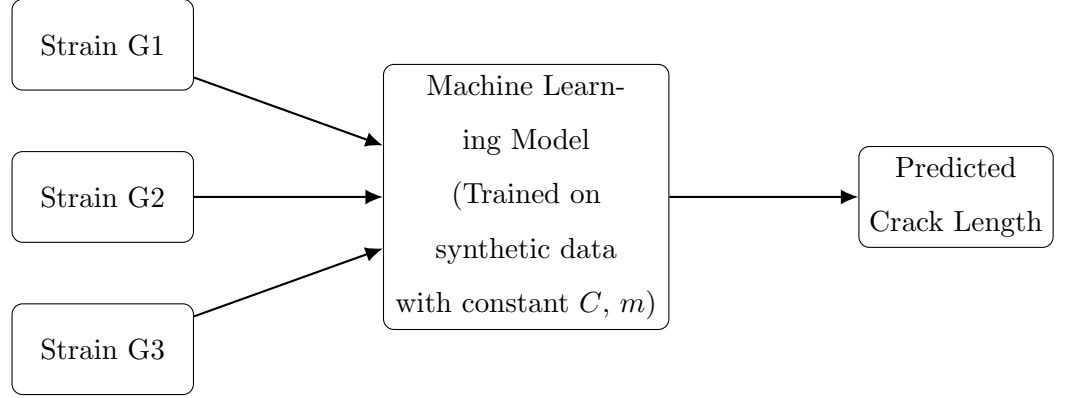 Strain G1
Strain G2
Strain G3
Machine Learn-
ing Model
(Trained on
synthetic data
with constant C, m)
Predicted
Crack Length